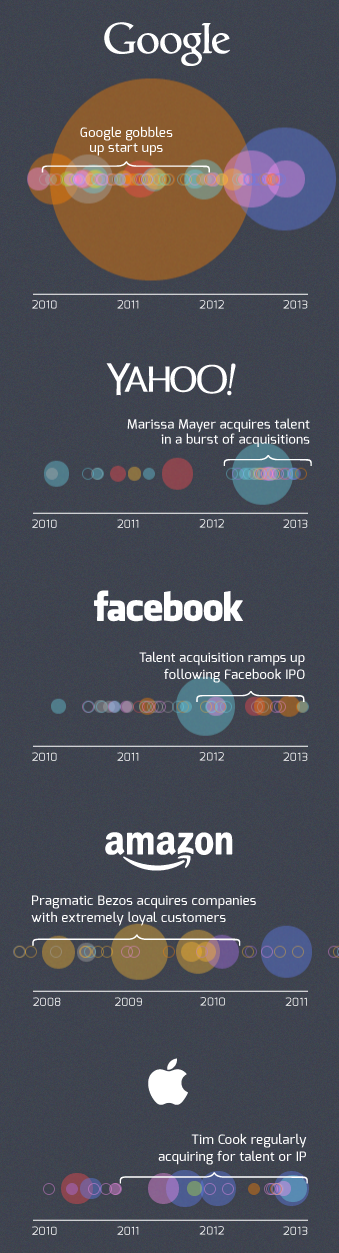 Google
Google gobbles
up start ups
2010 2011 2012 2013
YAHOO!
Marissa Mayer acquires talent
in a burst of acquisitions
2010 2011 2012 2013
facebook
Talent acquisition ramps up
following Facebook IPO
2010 2011 2012 2013
amazon
Pragmatic Bezos acquires companies
with extremely loyal customers
2008 2009 2010 2011
Tim Cook regularly
acquiring for talent or IP
2010 2011 2012 2013